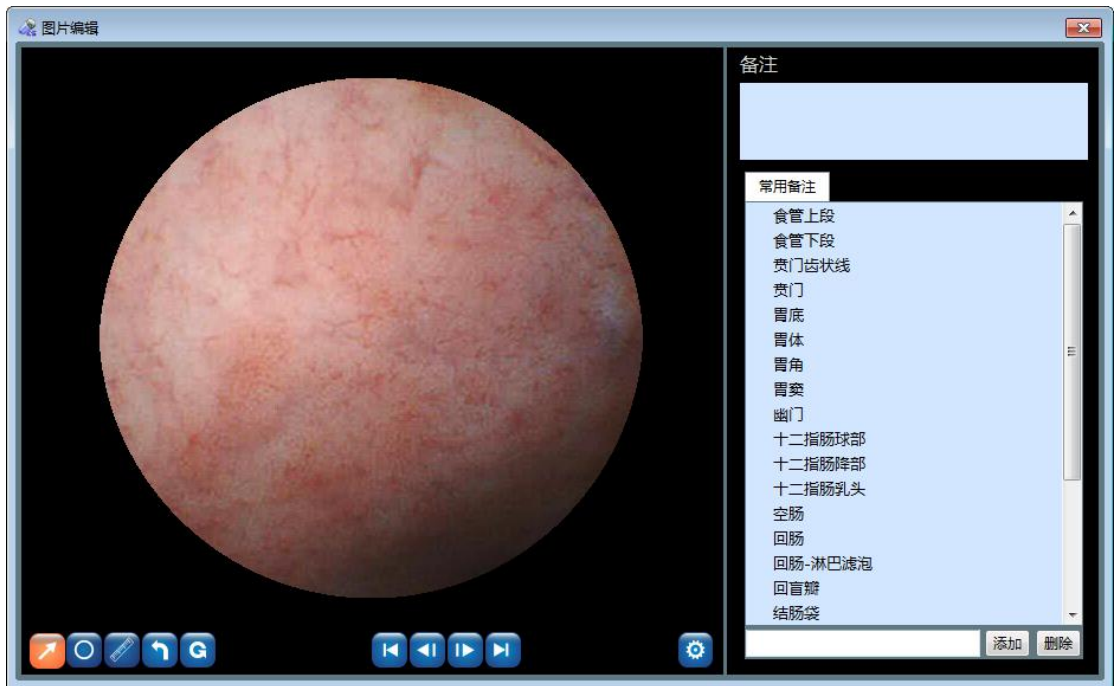 图片编辑
备注
常用备注
食管上段
食管下段
贲门齿状线
贲门
胃底
胃体
胃角
胃窦
幽门
十二指肠球部
十二指肠降部
十二指肠乳头
空肠
回肠
回肠-淋巴滤泡
回盲瓣
结肠袋
添加
删除